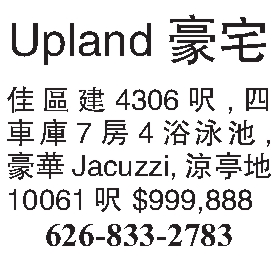 Upland 豪宅
佳區建 4306 呎 , 四
車庫 7 房 4 浴泳池 ,
豪華 Jacuzzi, 涼亭地
10061 呎 $999,888
626-833-2783